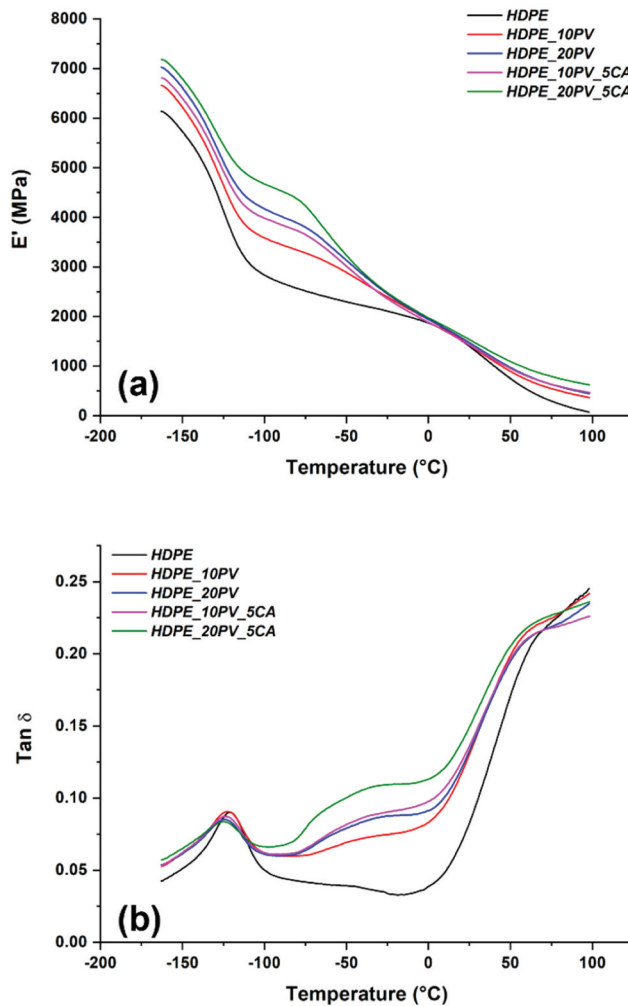 HDPE
HDPE_10PV
HDPE_20PV
HDPE_10PV_5CA
HDPE_20PV_5CA
8000
7000
6000
5000
4000
3000
2000
1000
0
E' (MPa)
(a)
-200 -150 -100 -50 0 50 100
Temperature (°C)
HDPE
HDPE_10PV
HDPE_20PV
HDPE_10PV_5CA
HDPE_20PV_5CA
0.25
0.20
0.15
0.10
0.05
0.00
Tan δ
(b)
-200 -150 -100 -50 0 50 100
Temperature (°C)